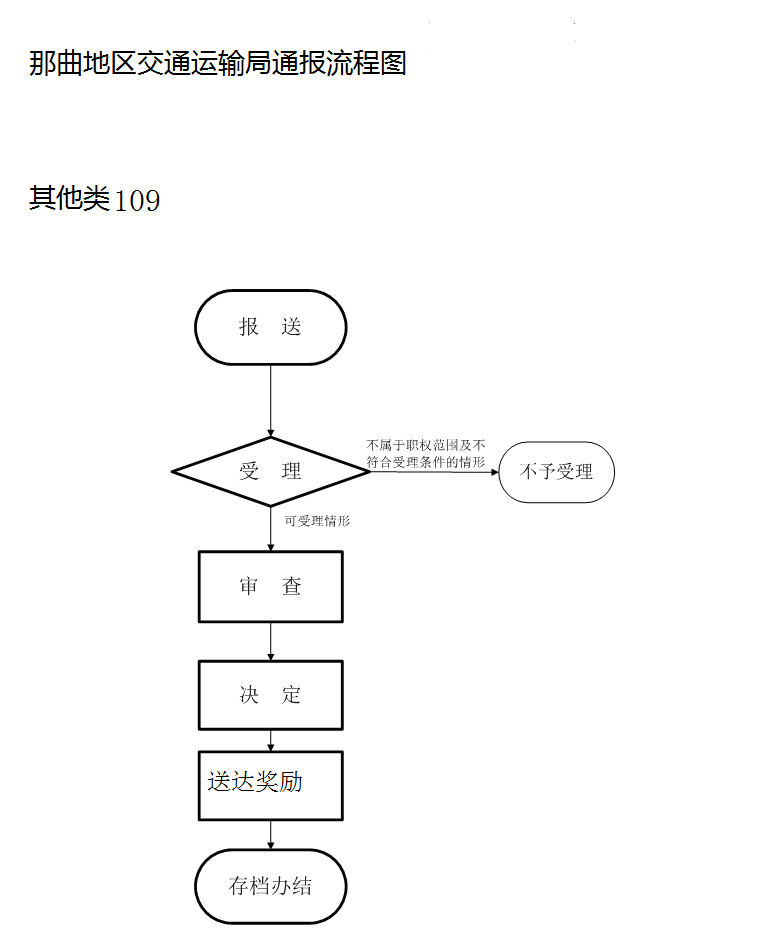 那曲地区交通运输局通报流程图
其他类109
报 送
受 理
不属于职权范围及不
符合受理条件的情形
不予受理
可受理情形
审 查
决 定
送达奖励
存档办结